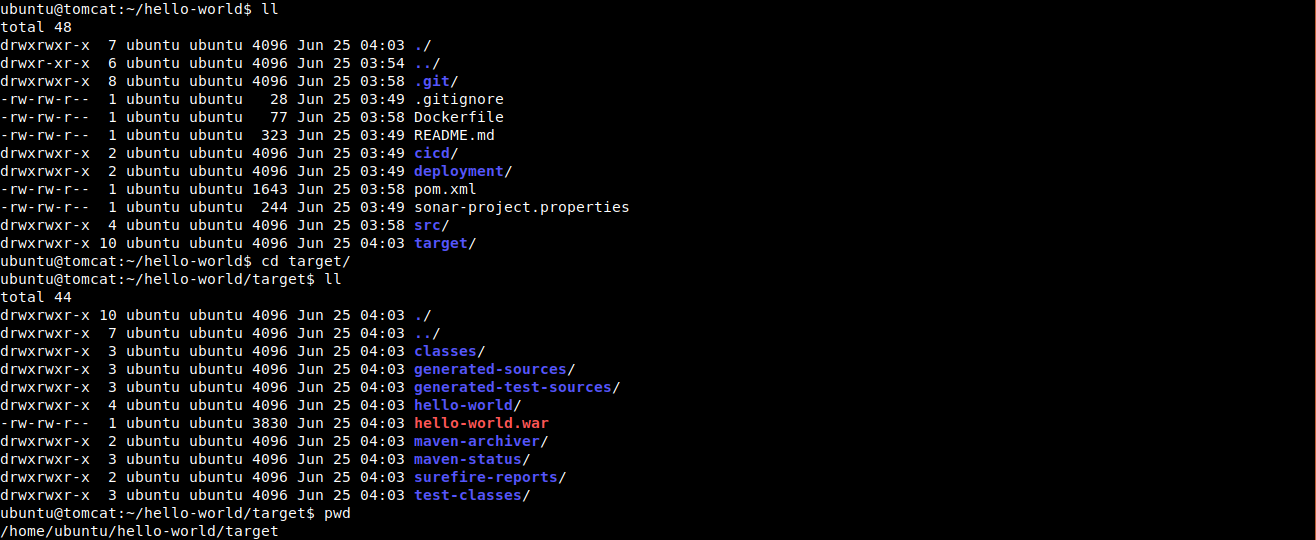 ubuntu@tomcat:~/hello-world$ ll
total 48
drwxrwxr-x  7 ubuntu ubuntu 4096 Jun 25 04:03 ./
drwxr-xr-x  6 ubuntu ubuntu 4096 Jun 25 03:54 ../
drwxrwxr-x  8 ubuntu ubuntu 4096 Jun 25 03:58 .git/
-rw-rw-r--  1 ubuntu ubuntu   28 Jun 25 03:49 .gitignore
-rw-rw-r--  1 ubuntu ubuntu   77 Jun 25 03:58 Dockerfile
-rw-rw-r--  1 ubuntu ubuntu  323 Jun 25 03:49 README.md
drwxrwxr-x  2 ubuntu ubuntu 4096 Jun 25 03:49 cicd/
drwxrwxr-x  2 ubuntu ubuntu 4096 Jun 25 03:49 deployment/
-rw-rw-r--  1 ubuntu ubuntu 1643 Jun 25 03:58 pom.xml
-rw-rw-r--  1 ubuntu ubuntu  244 Jun 25 03:49 sonar-project.properties
drwxrwxr-x  4 ubuntu ubuntu 4096 Jun 25 03:58 src/
drwxrwxr-x 10 ubuntu ubuntu 4096 Jun 25 04:03 target/
ubuntu@tomcat:~/hello-world$ cd target/
ubuntu@tomcat:~/hello-world/target$ ll
total 44
drwxrwxr-x 10 ubuntu ubuntu 4096 Jun 25 04:03 ./
drwxrwxr-x  7 ubuntu ubuntu 4096 Jun 25 04:03 ../
drwxrwxr-x  3 ubuntu ubuntu 4096 Jun 25 04:03 classes/
drwxrwxr-x  3 ubuntu ubuntu 4096 Jun 25 04:03 generated-sources/
drwxrwxr-x  3 ubuntu ubuntu 4096 Jun 25 04:03 generated-test-sources/
drwxrwxr-x  4 ubuntu ubuntu 4096 Jun 25 04:03 hello-world/
-rw-rw-r--  1 ubuntu ubuntu 3830 Jun 25 04:03 hello-world.war
drwxrwxr-x  2 ubuntu ubuntu 4096 Jun 25 04:03 maven-archiver/
drwxrwxr-x  3 ubuntu ubuntu 4096 Jun 25 04:03 maven-status/
drwxrwxr-x  2 ubuntu ubuntu 4096 Jun 25 04:03 surefire-reports/
drwxrwxr-x  3 ubuntu ubuntu 4096 Jun 25 04:03 test-classes/
ubuntu@tomcat:~/hello-world/target$ pwd
/home/ubuntu/hello-world/target